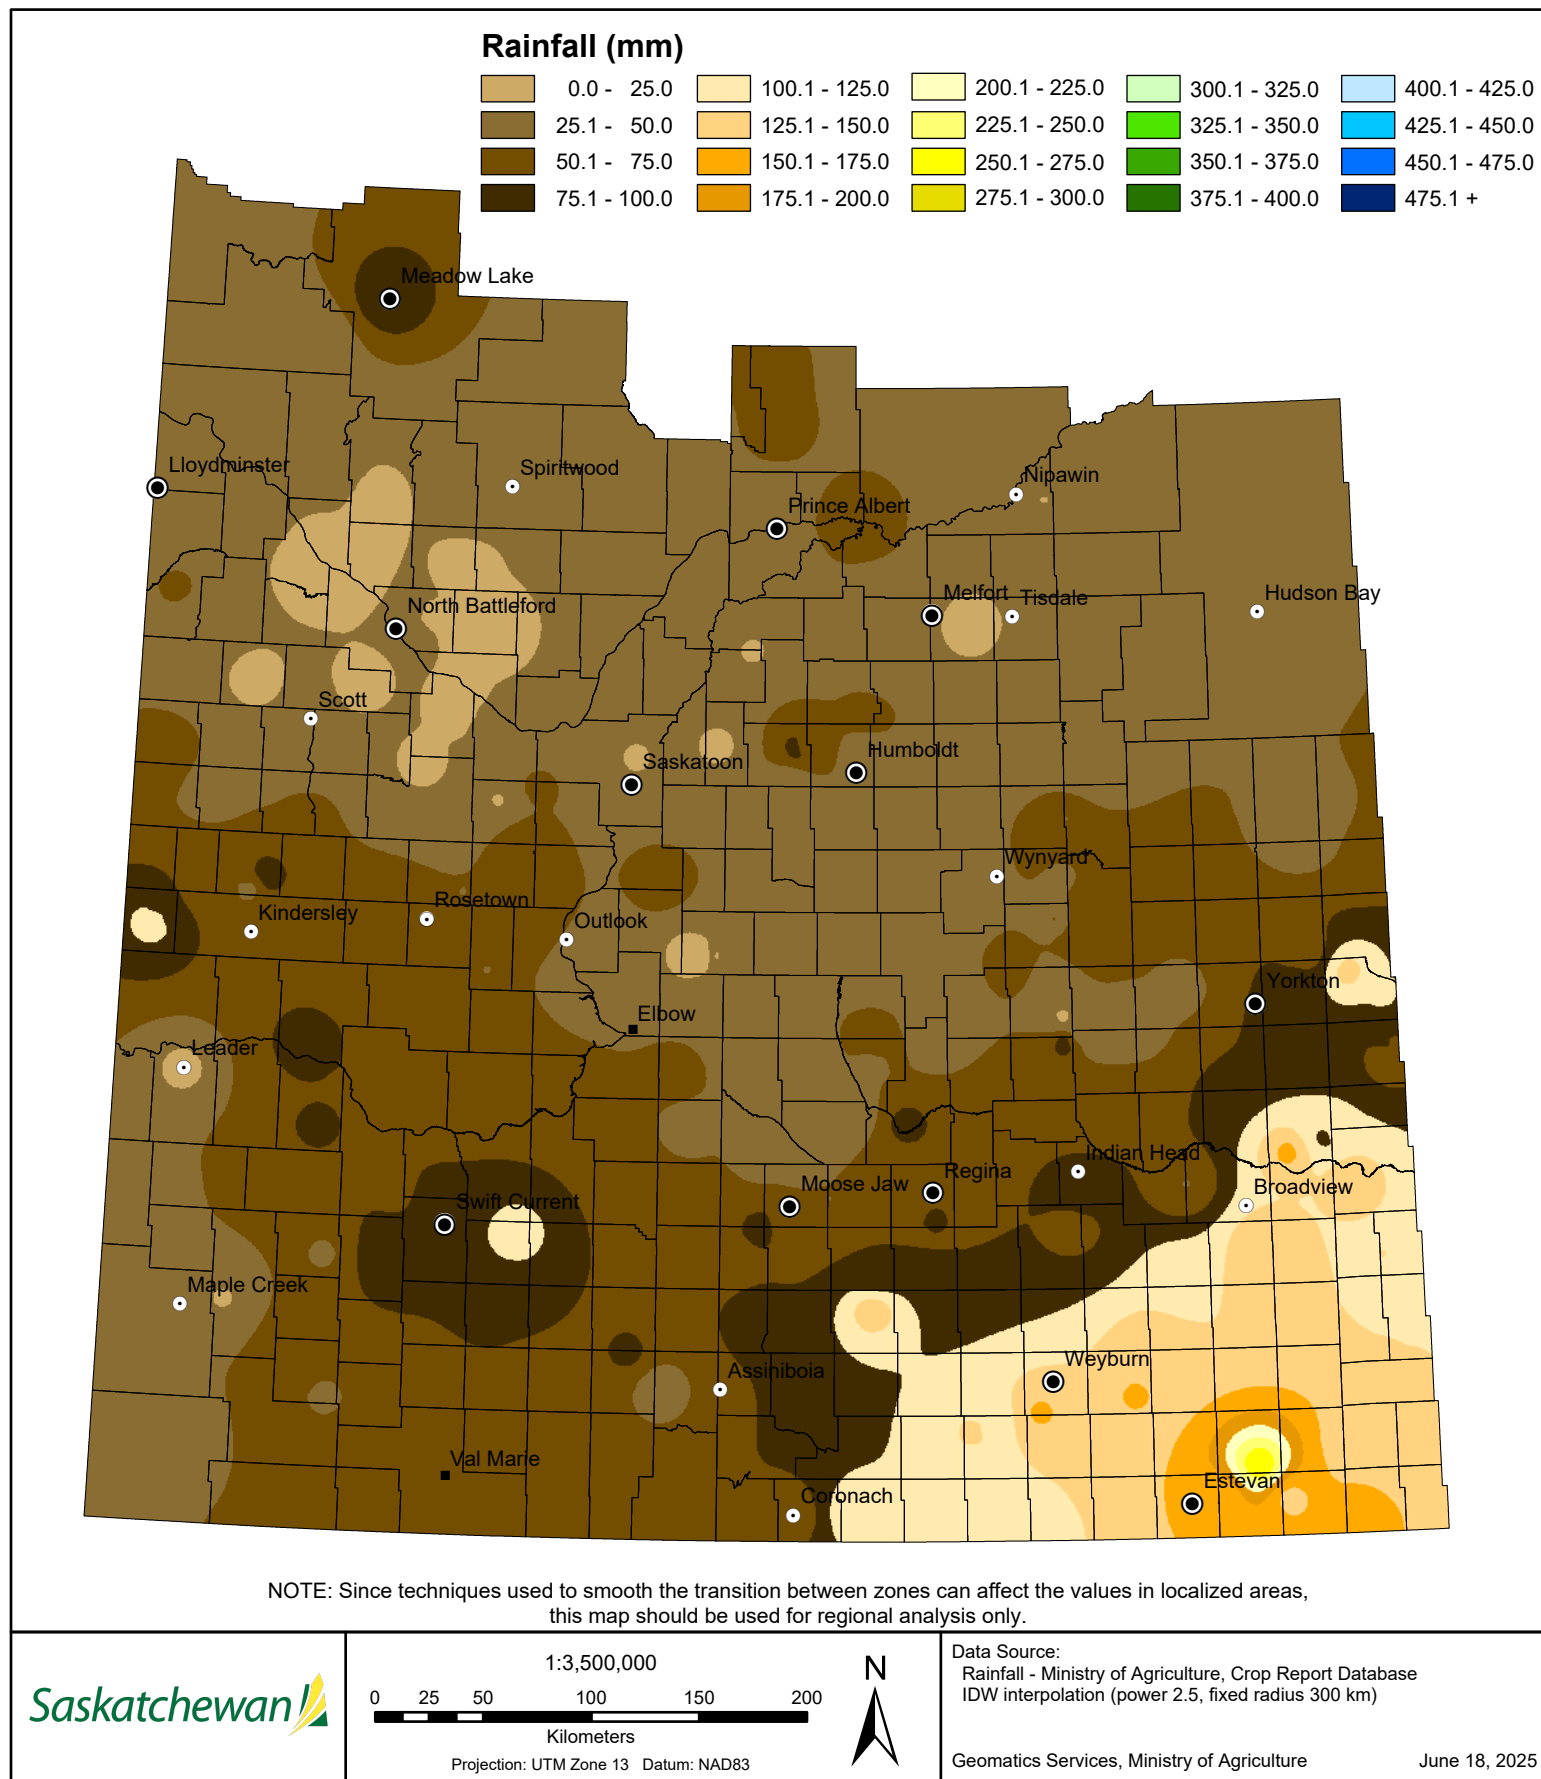 Rainfall (mm)
0.0 - 25.0
25.1 - 50.0
50.1 - 75.0
75.1 - 100.0
100.1 - 125.0
125.1 - 150.0
150.1 - 175.0
175.1 - 200.0
200.1 - 225.0
225.1 - 250.0
250.1 - 275.0
275.1 - 300.0
300.1 - 325.0
325.1 - 350.0
350.1 - 375.0
375.1 - 400.0
400.1 - 425.0
425.1 - 450.0
450.1 - 475.0
475.1 +
Meadow Lake
Lloydminster
Spiritwood
Nipawin
Prince Albert
Hudson Bay
Melfort
Tisdale
North Battleford
Scott
Humboldt
Saskatoon
Wynyard
Rosetown
Kindersley
Outlook
Yorkton
Elbow
Leader
Indian Head
Regina
Moose Jaw
Broadview
Swift Current
Maple Creek
Weyburn
Assiniboia
Val Marie
Estevan
Coronach
NOTE: Since techniques used to smooth the transition between zones can affect the values in localized areas,
this map should be used for regional analysis only.
Saskatchewan
1:3,500,000
0 25 50 100 150 200
Kilometers
Projection: UTM Zone 13 Datum: NAD83
N
Data Source:
Rainfall - Ministry of Agriculture, Crop Report Database
IDW interpolation (power 2.5, fixed radius 300 km)
Geomatics Services, Ministry of Agriculture June 18, 2025